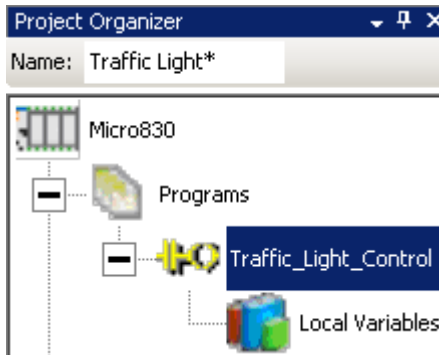 Project Organizer
Name: Traffic Light*
Micro830
Programs
Traffic_Light_Control
Local Variables